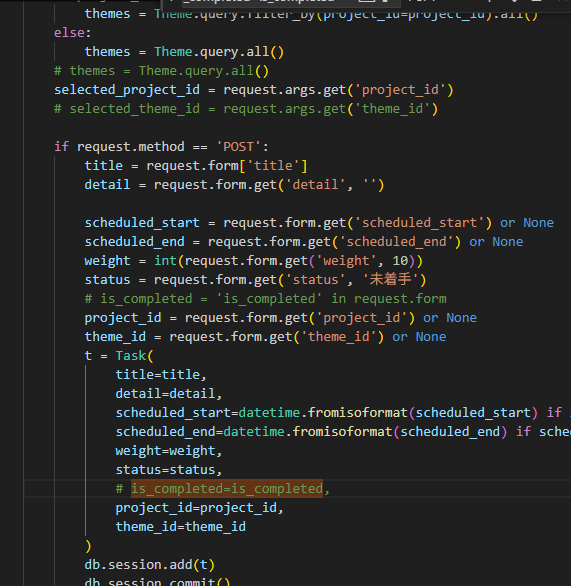 themes = Theme.query.filter_by(project_id=project_id).all()
else:
themes = Theme.query.all()
# themes = Theme.query.all()
selected_project_id = request.args.get('project_id')
# selected_theme_id = request.args.get('theme_id')
if request.method == 'POST':
title = request.form['title']
detail = request.form.get('detail', '')
scheduled_start = request.form.get('scheduled_start') or None
scheduled_end = request.form.get('scheduled_end') or None
weight = int(request.form.get('weight', 10))
status = request.form.get('status', '未着手')
# is_completed = 'is_completed' in request.form
project_id = request.form.get('project_id') or None
theme_id = request.form.get('theme_id') or None
t = Task(
title=title,
detail=detail,
scheduled_start=datetime.fromisoformat(scheduled_start) if
scheduled_end=datetime.fromisoformat(scheduled_end) if sche
weight=weight,
status=status,
# is_completed=is_completed,
project_id=project_id,
theme_id=theme_id
)
db.session.add(t)
db.session.commit()